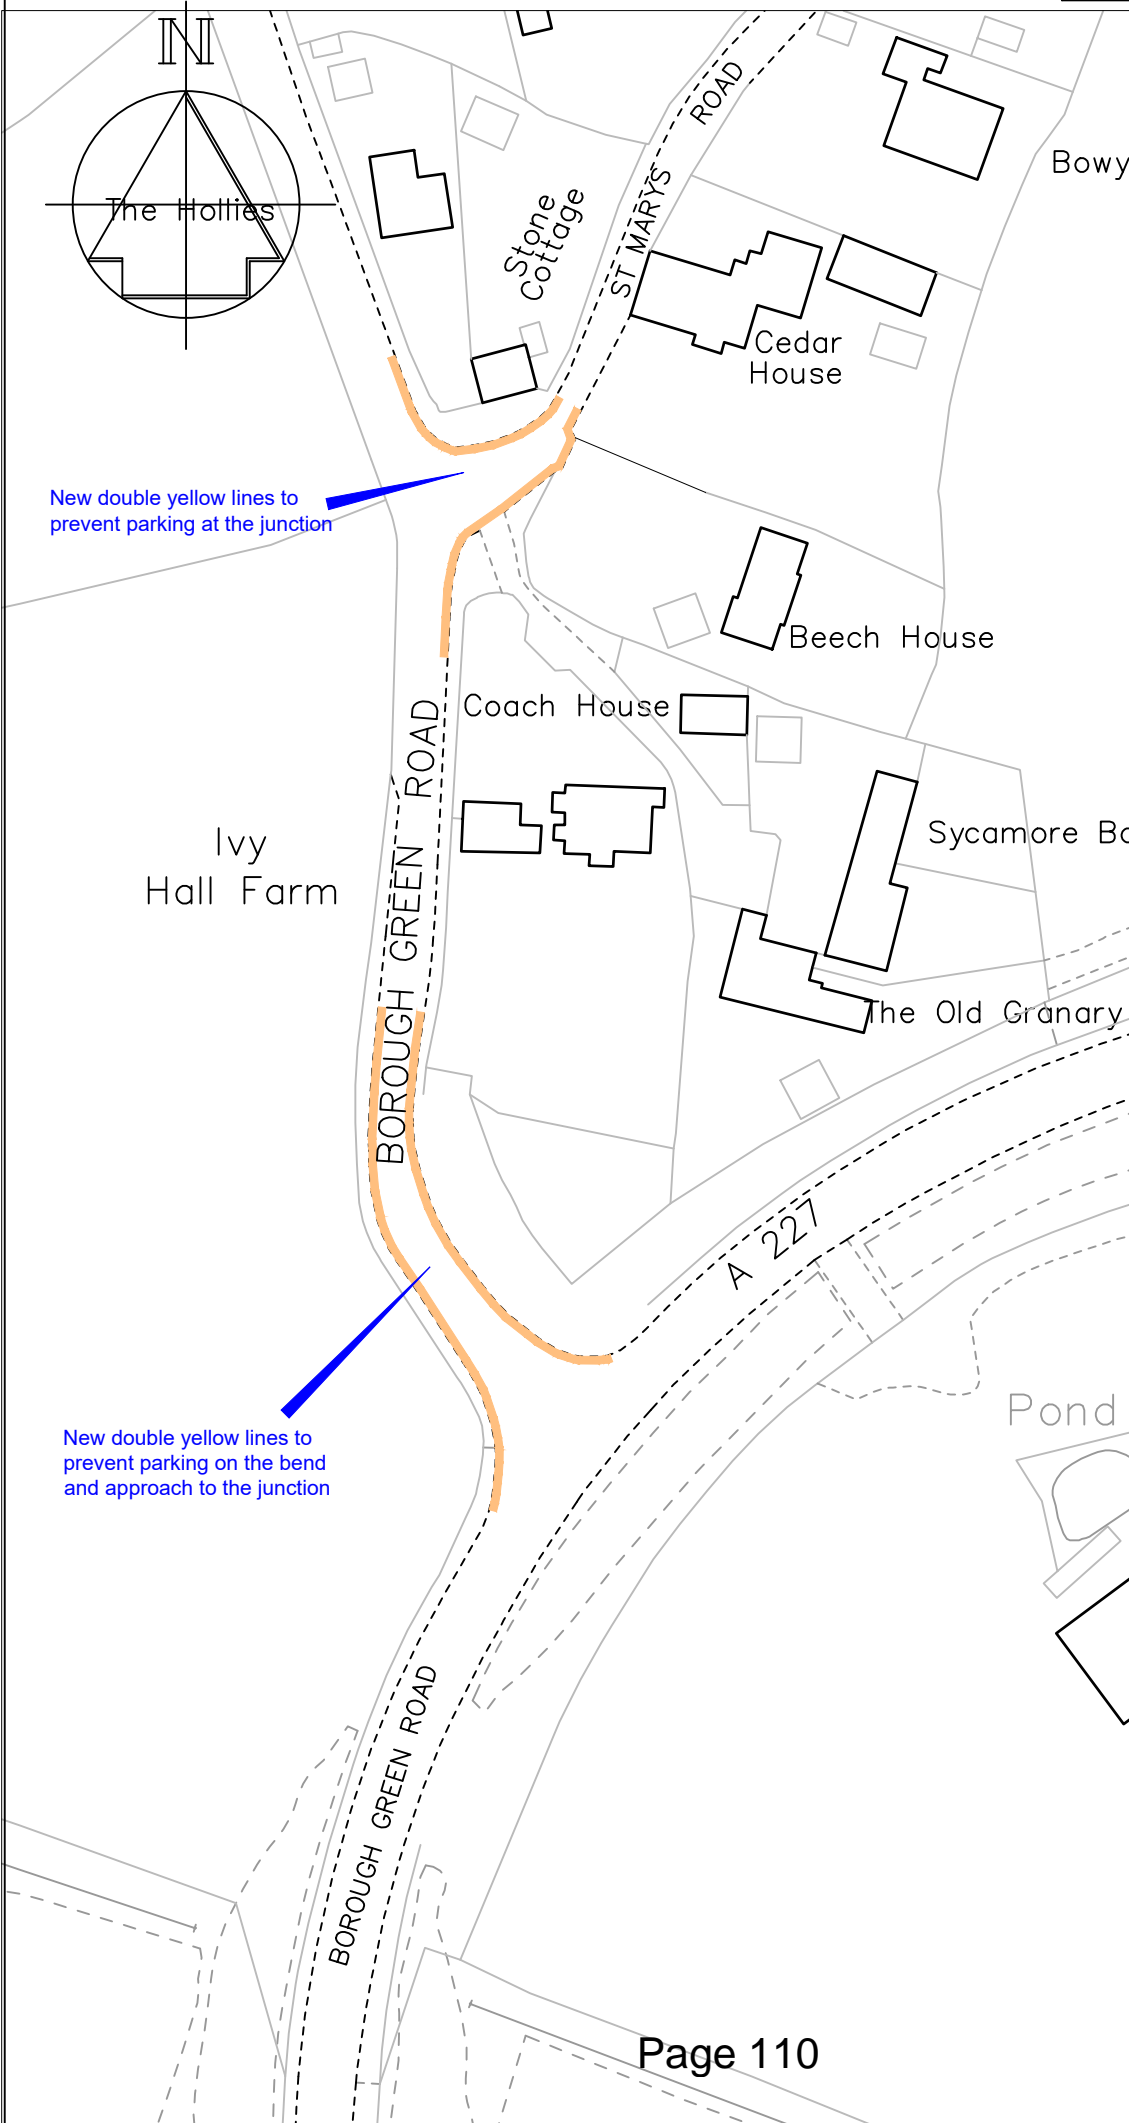 N
The Hollies
Stone
Cottage
ST MARYS ROAD
Bowy
Cedar
House
New double yellow lines to
prevent parking at the junction
Beech House
Coach House
BOROUGH GREEN ROAD
Ivy
Hall Farm
Sycamore Ba
The Old Granary
A 227
Pond
New double yellow lines to
prevent parking on the bend
and approach to the junction
BOROUGH GREEN ROAD
Page 110